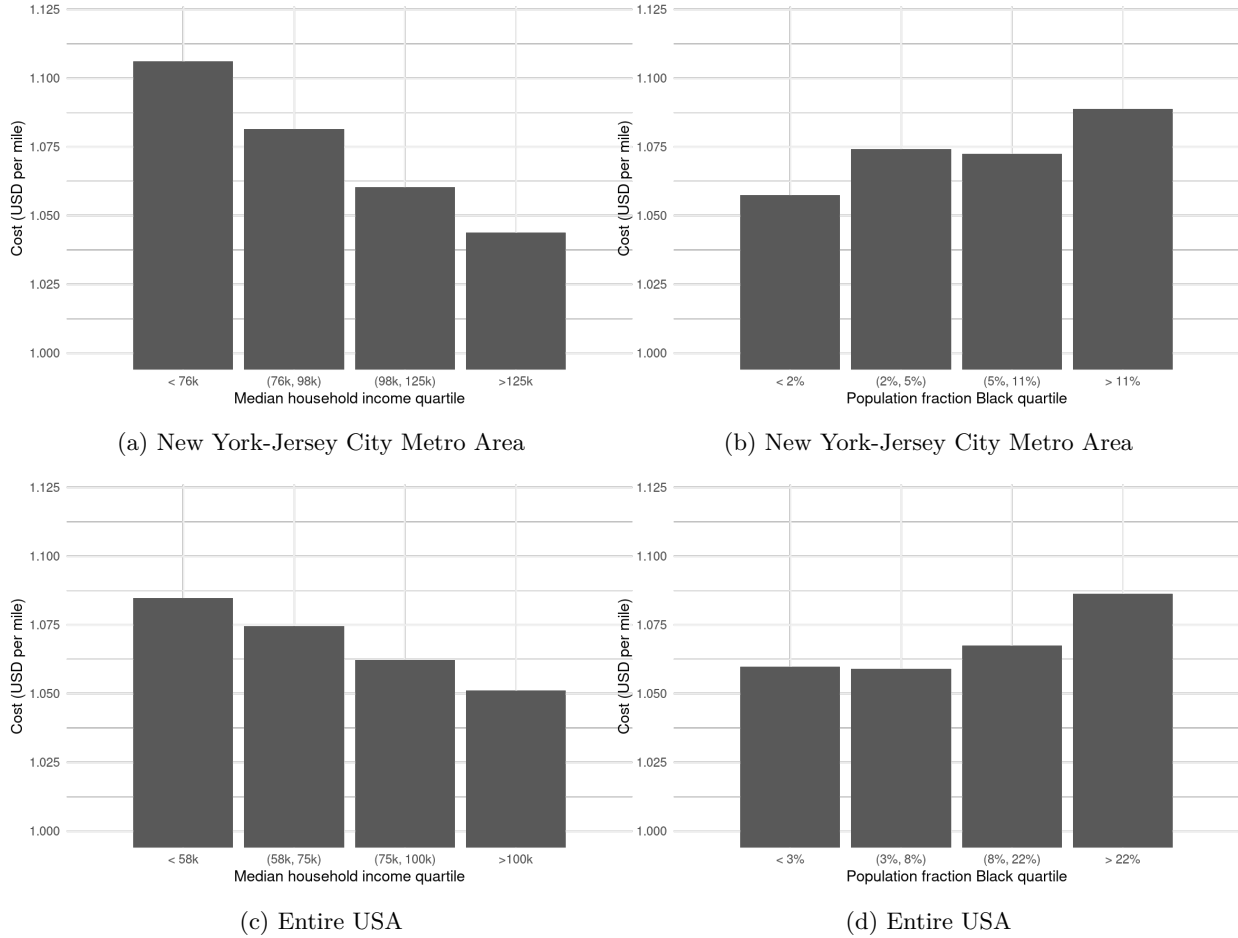 1.125
1.100
1.075
1.050
1.025
1.000
Cost (USD per mile)
< 76k
(76k, 98k)
(98k, 125k)
>125k
Median household income quartile
(a) New York-Jersey City Metro Area
1.125
1.100
1.075
1.050
1.025
1.000
Cost (USD per mile)
< 2%
(2%, 5%)
(5%, 11%)
> 11%
Population fraction Black quartile
(b) New York-Jersey City Metro Area
1.125
1.100
1.075
1.050
1.025
1.000
Cost (USD per mile)
< 58k
(58k, 75k)
(75k, 100k)
>100k
Median household income quartile
(c) Entire USA
1.125
1.100
1.075
1.050
1.025
1.000
Cost (USD per mile)
< 3%
(3%, 8%)
(8%, 22%)
> 22%
Population fraction Black quartile
(d) Entire USA